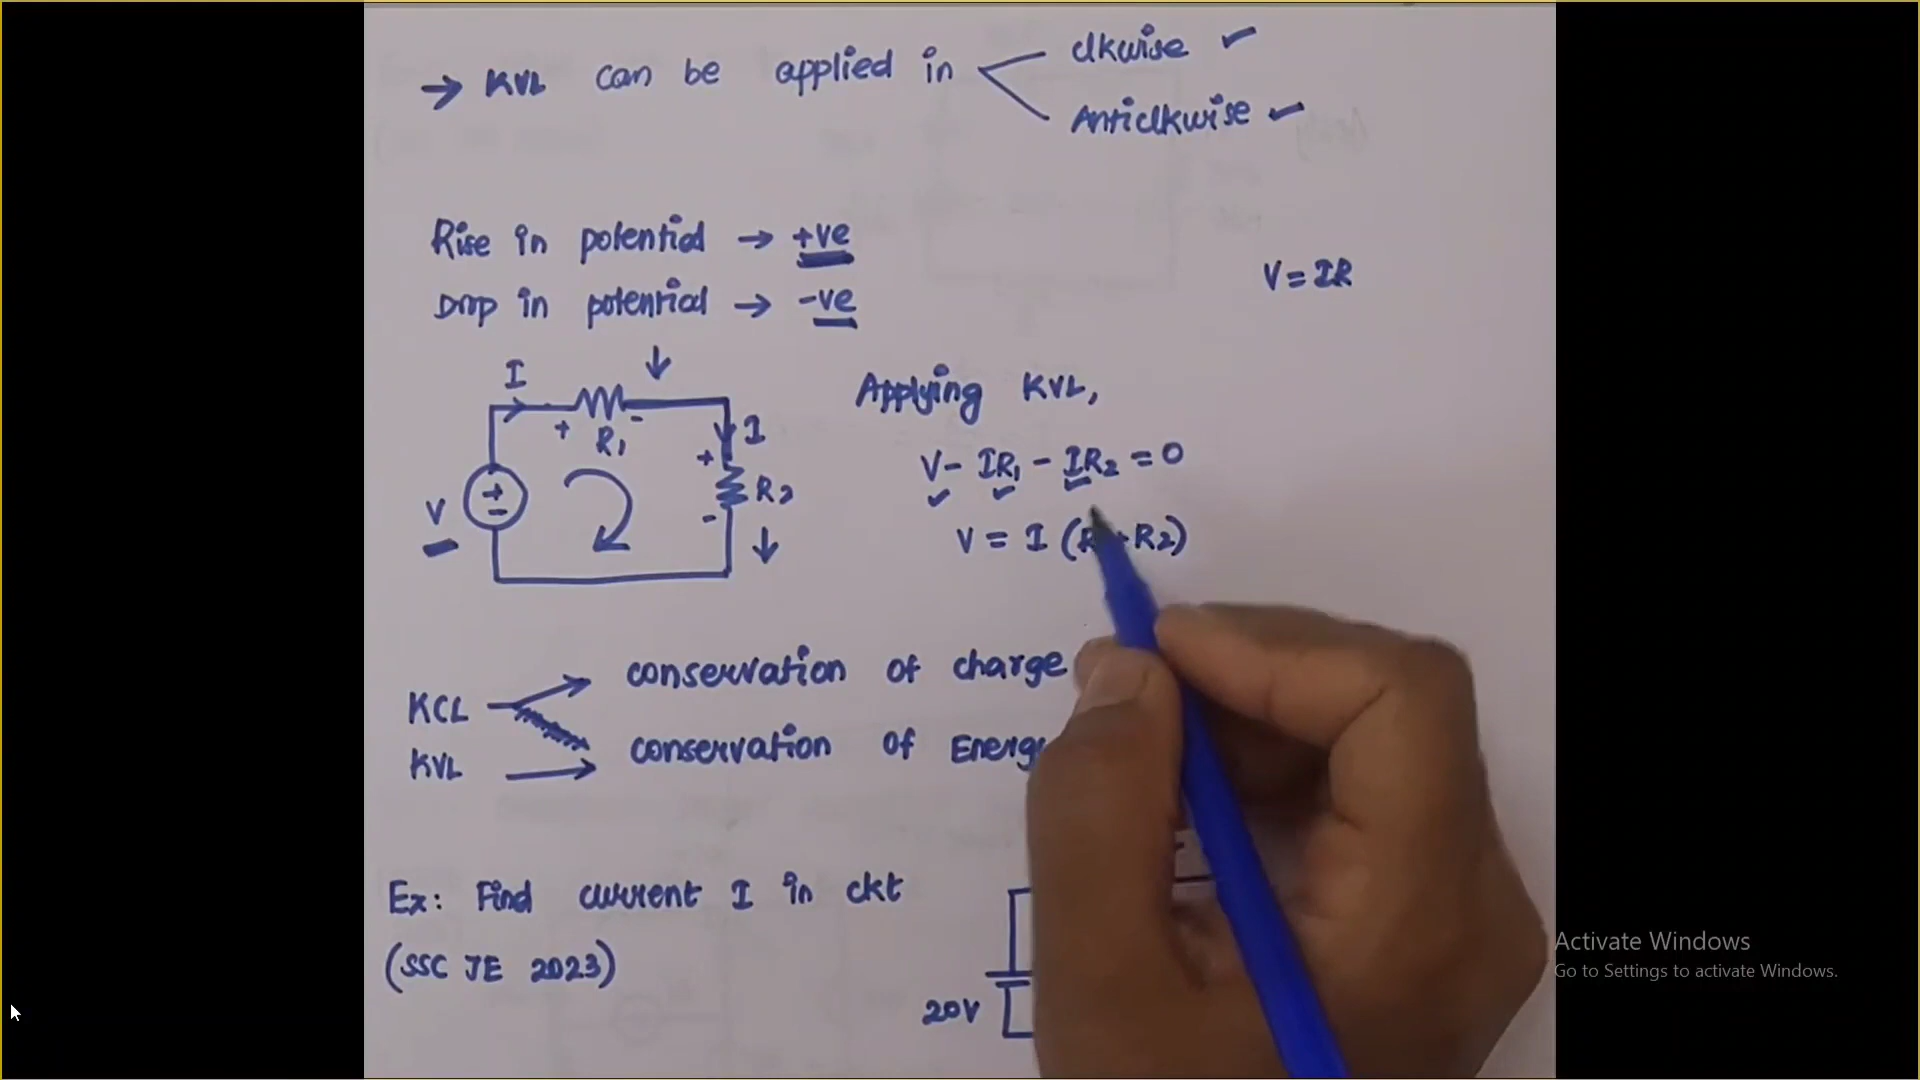 → KVL can be applied in
clkwise ✓
Anticlkwise ✓
Rise in potential → +ve
Drop in potential → -ve
V = IR
I
+ R1 -
I
+
R2
-
V
+
-
Applying KVL,
V - IR1 - IR2 = 0
V = I (R + R2)
KCL → conservation of charge
KVL → conservation of Energy
Ex: Find current I in ckt
(SSC JE 2023)
20V
Activate Windows
Go to Settings to activate Windows.